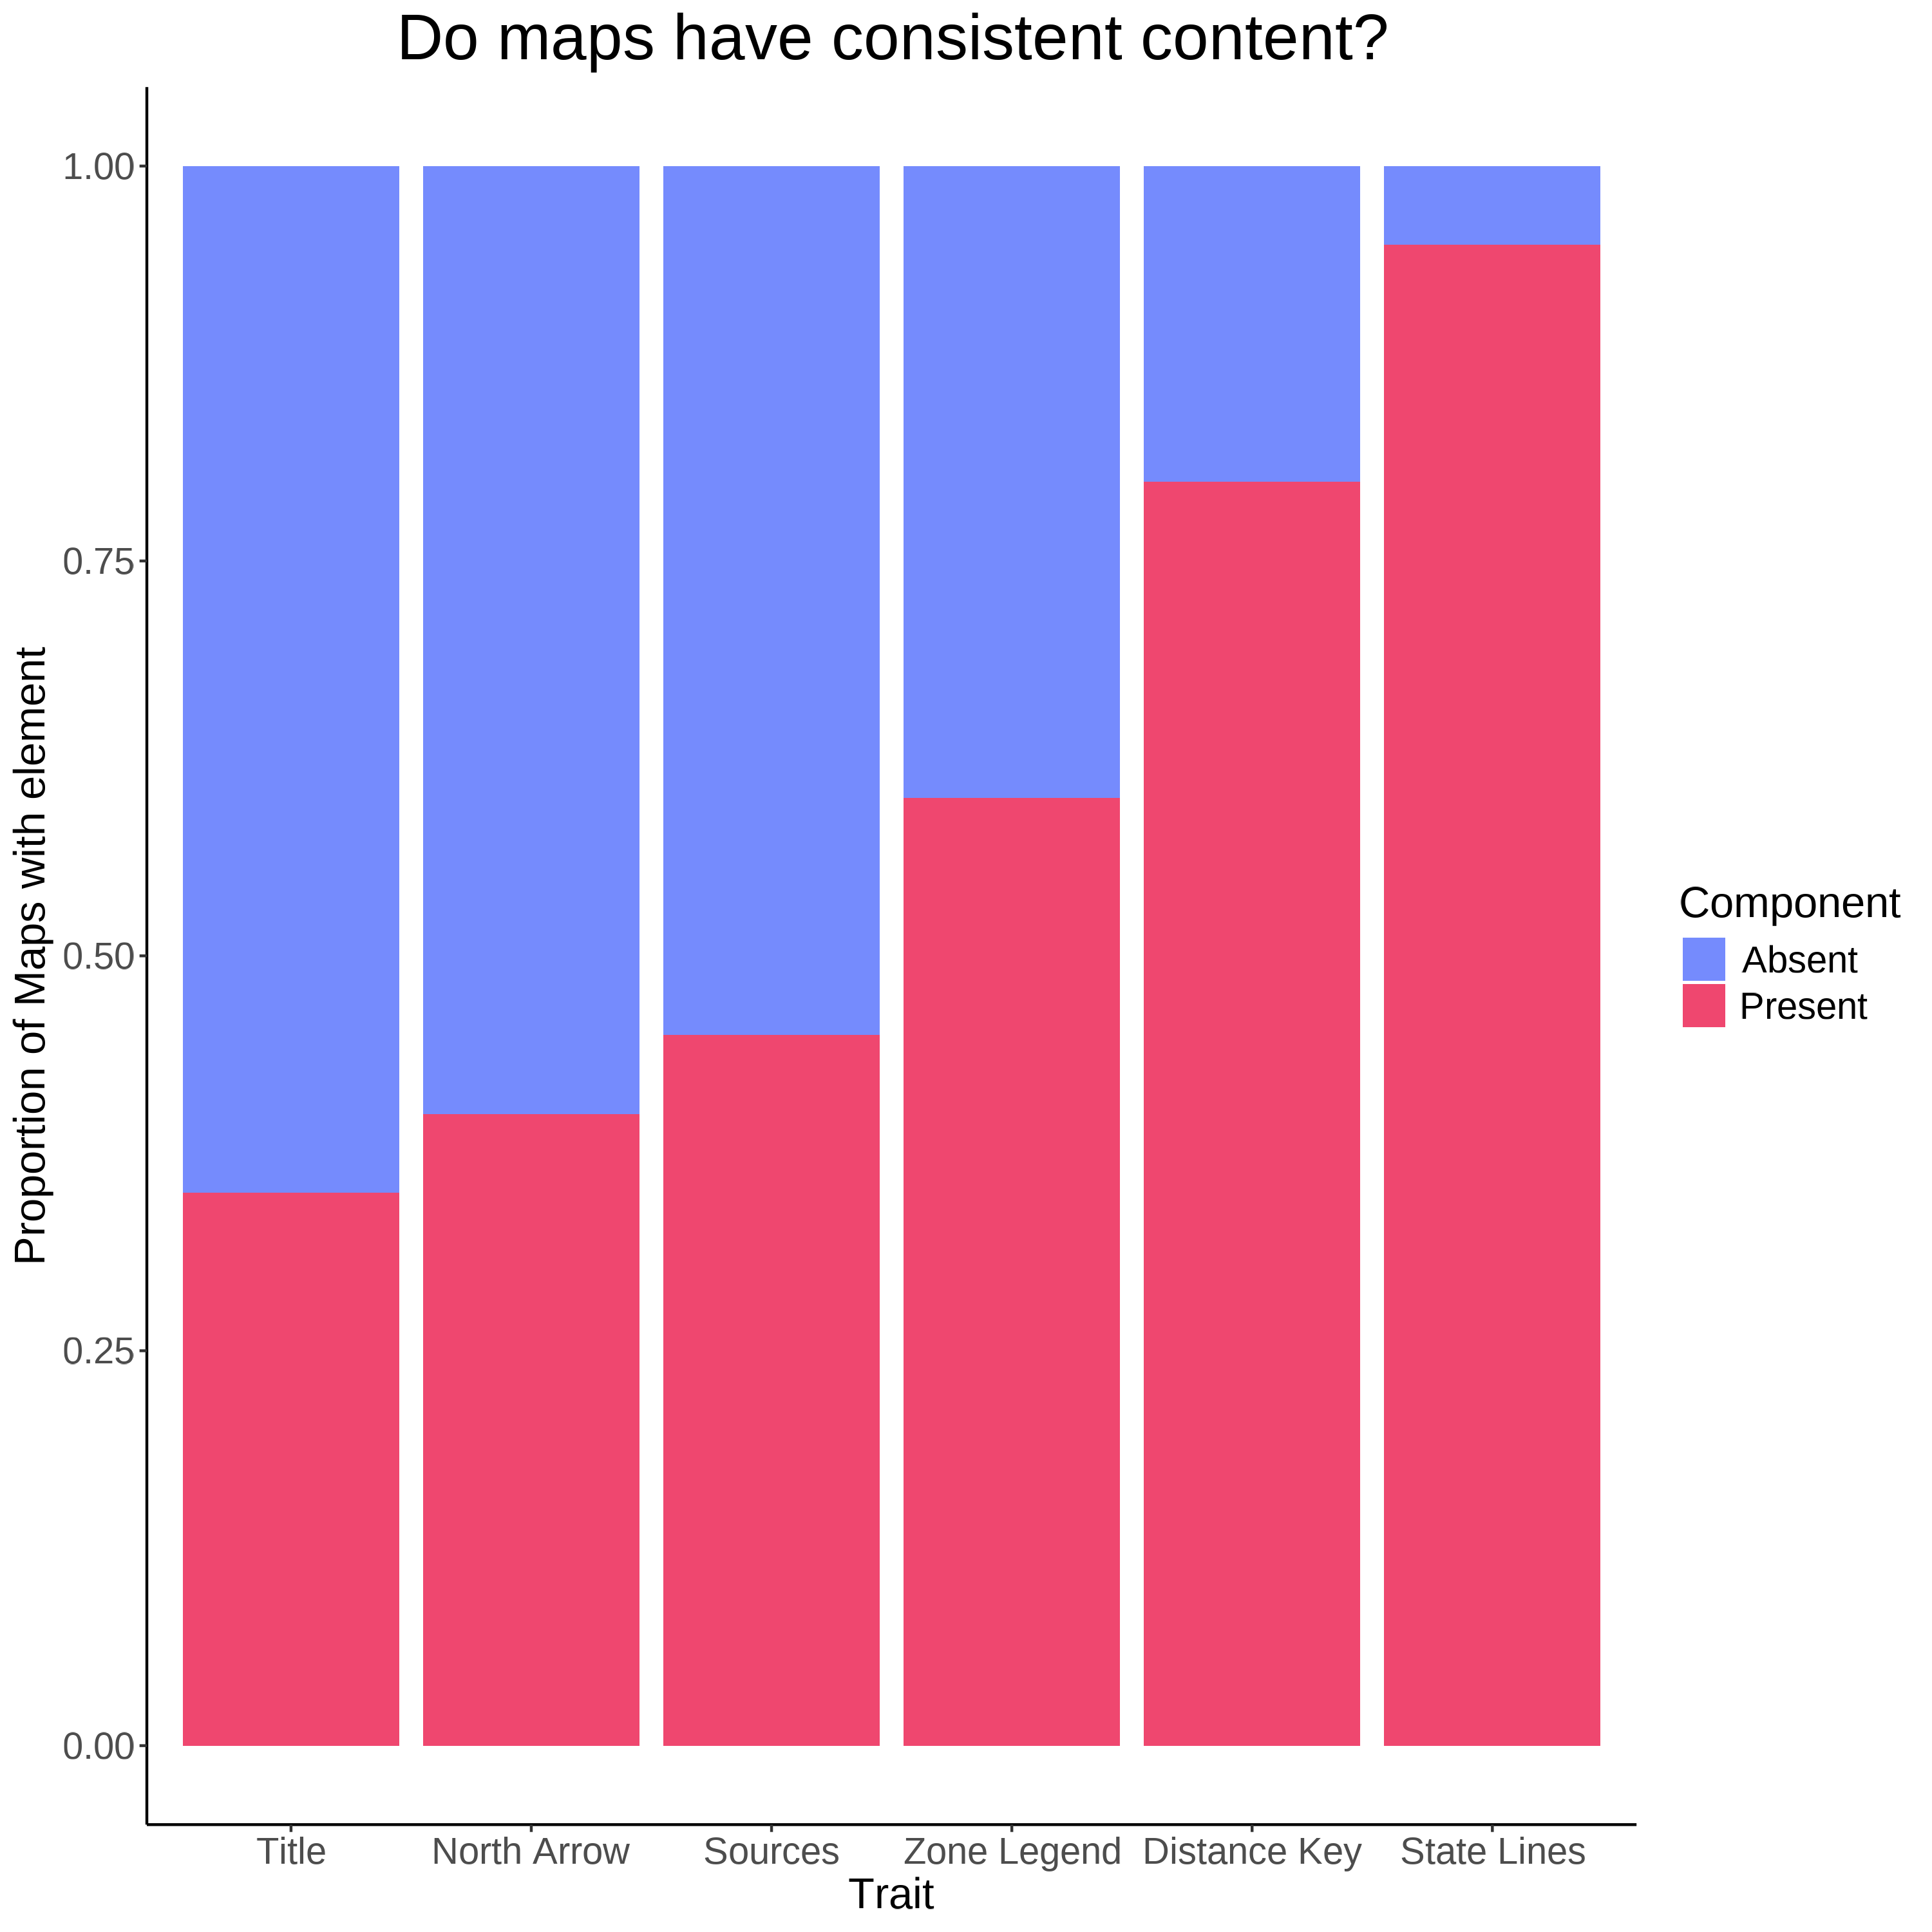 Do maps have consistent content?
Proportion of Maps with element
1.00
0.75
0.50
0.25
0.00
Title
North Arrow
Sources
Zone Legend
Distance Key
State Lines
Trait
Component
Absent
Present